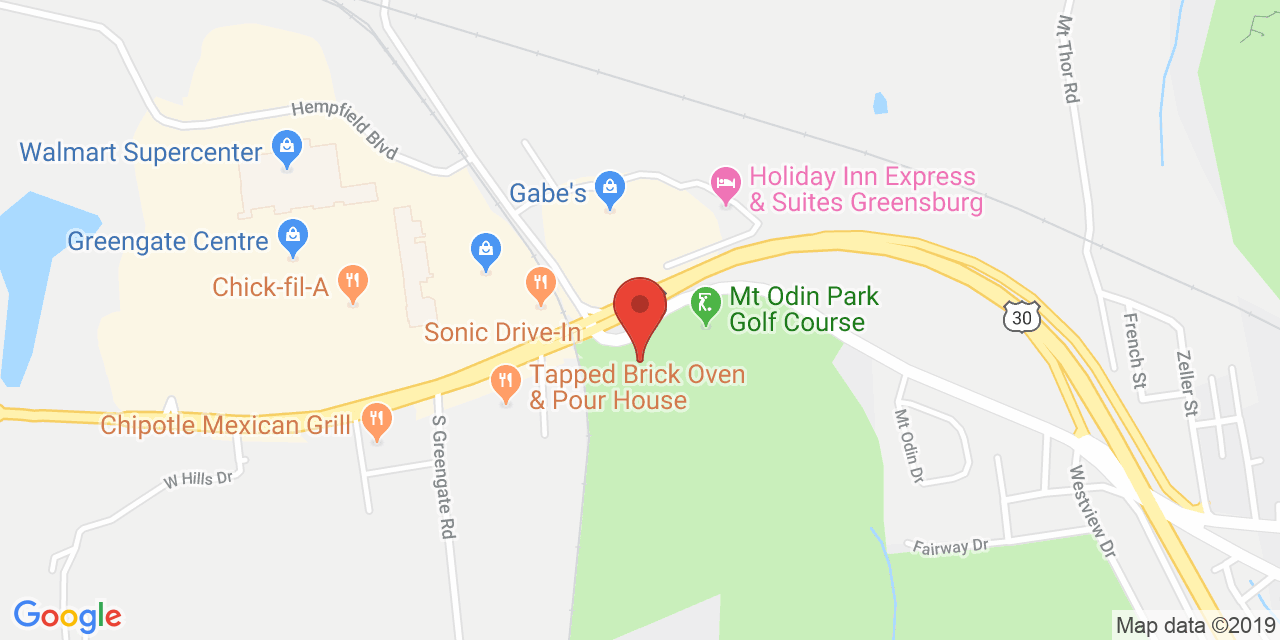 Mt Thor Rd
Hempfield Blvd
Walmart Supercenter
Gabe's
Holiday Inn Express
& Suites Greensburg
Greengate Centre
Chick-fil-A
Mt Odin Park
Golf Course
30
Sonic Drive-In
French St
Zeller St
Tapped Brick Oven
& Pour House
Chipotle Mexican Grill
Mt Odin Dr
W Hills Dr
S Greengate Rd
Westview Dr
Fairway Dr
Google
Map data ©2019